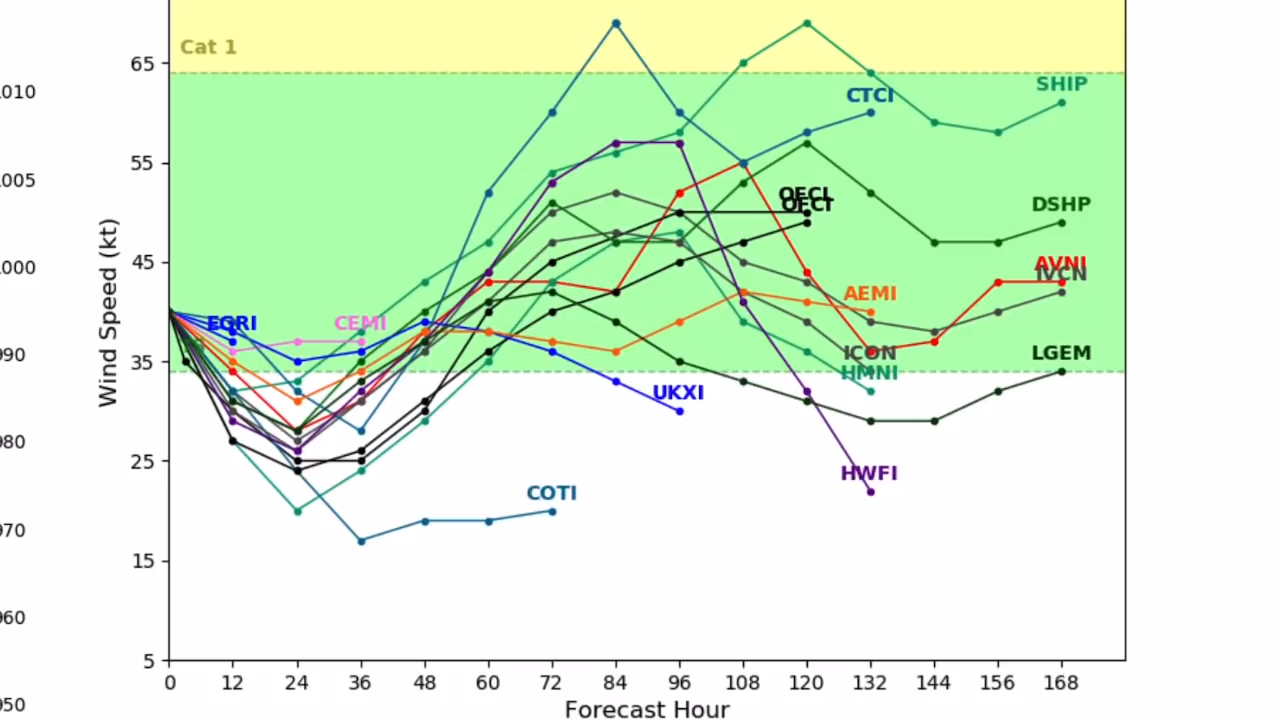 Cat 1
65
SHIP
010
CTCI
55
005
OFCI
OFCI
DSHP
Wind Speed (kt)
45
000
AVNI
IVCN
AEMI
EGRI
CEMI
990
35
ICON
LGEM
HMNI
UKXI
980
25
HWFI
COTI
970
15
960
5
950
0 12 24 36 48 60 72 84 96 108 120 132 144 156 168
Forecast Hour